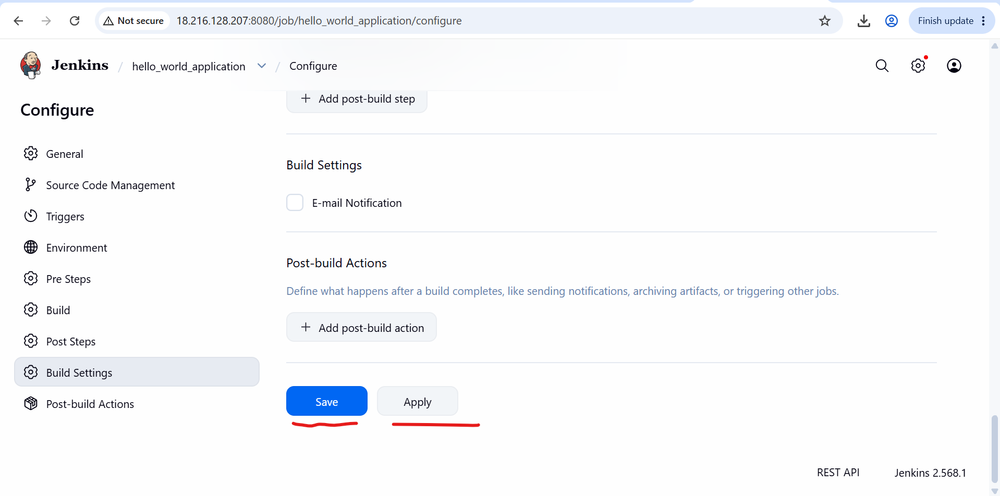 Not secure 18.216.128.207:8080/job/hello_world_application/configure Finish update
Jenkins / hello_world_application / Configure
Configure
General
Source Code Management
Triggers
Environment
Pre Steps
Build
Post Steps
Build Settings
Post-build Actions
+ Add post-build step
Build Settings
E-mail Notification
Post-build Actions
Define what happens after a build completes, like sending notifications, archiving artifacts, or triggering other jobs.
+ Add post-build action
Save Apply
REST API Jenkins 2.568.1